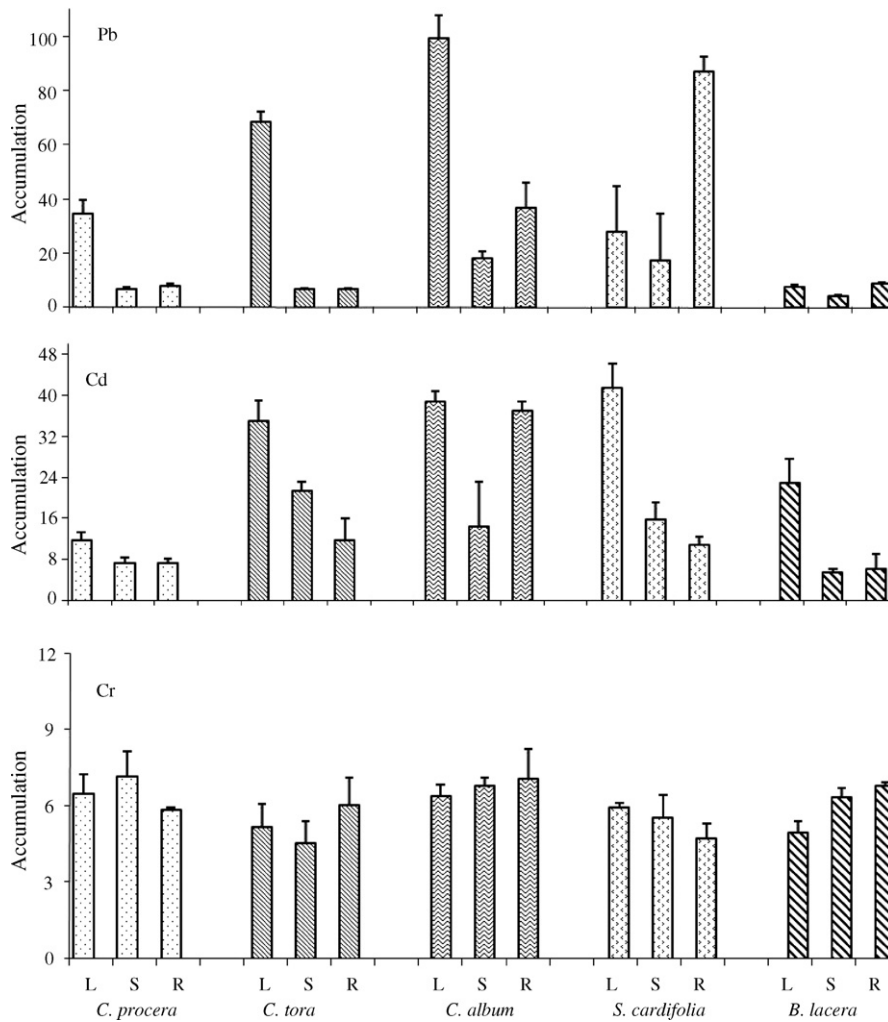 Pb
100
80
60
40
20
0
Accumulation
Cd
48
40
32
24
16
8
0
Accumulation
Cr
12
9
6
3
0
Accumulation
L S R L S R L S R L S R L S R
C. procera C. tora C. album S. cardifolia B. lacera